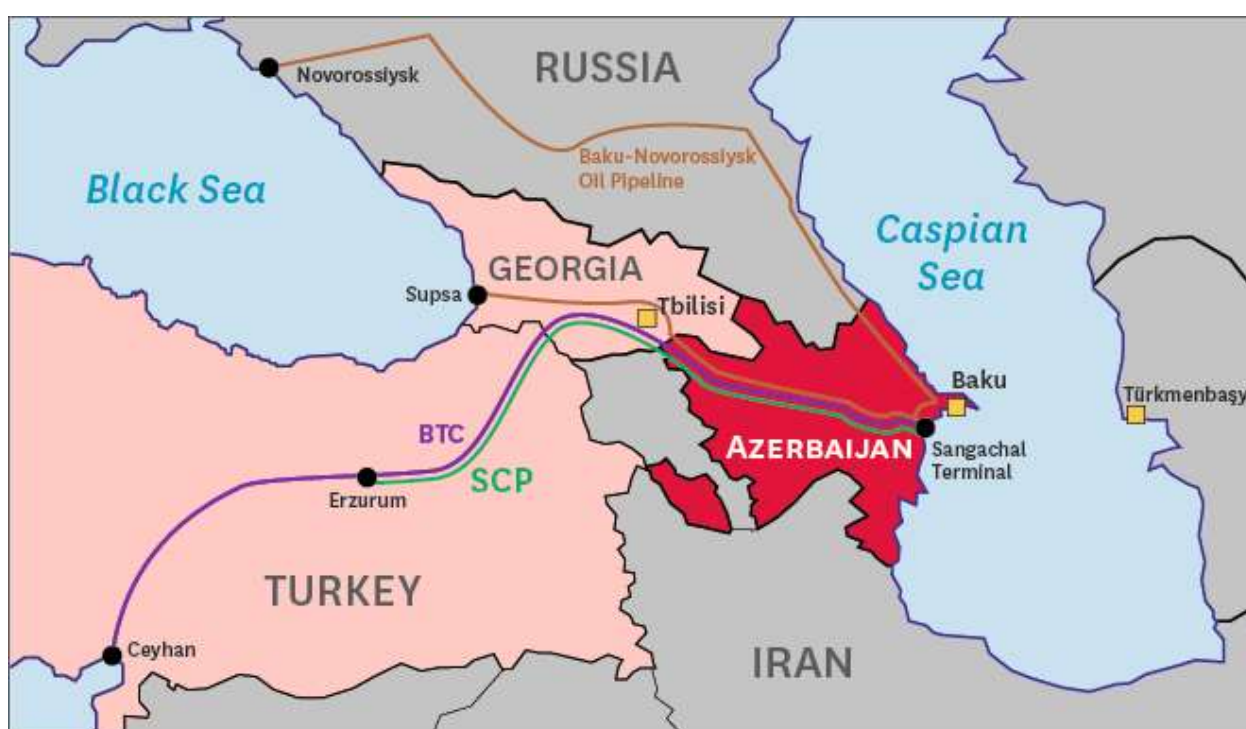 RUSSIA
Novorossiysk
Baku-Novorossiysk
Oil Pipeline
Black Sea
Caspian
Sea
GEORGIA
Supsa
Tbilisi
Baku
Türkmenbaşy
BTC
AZERBAIJAN
Sangachal
Terminal
SCP
Erzurum
TURKEY
Ceyhan
IRAN